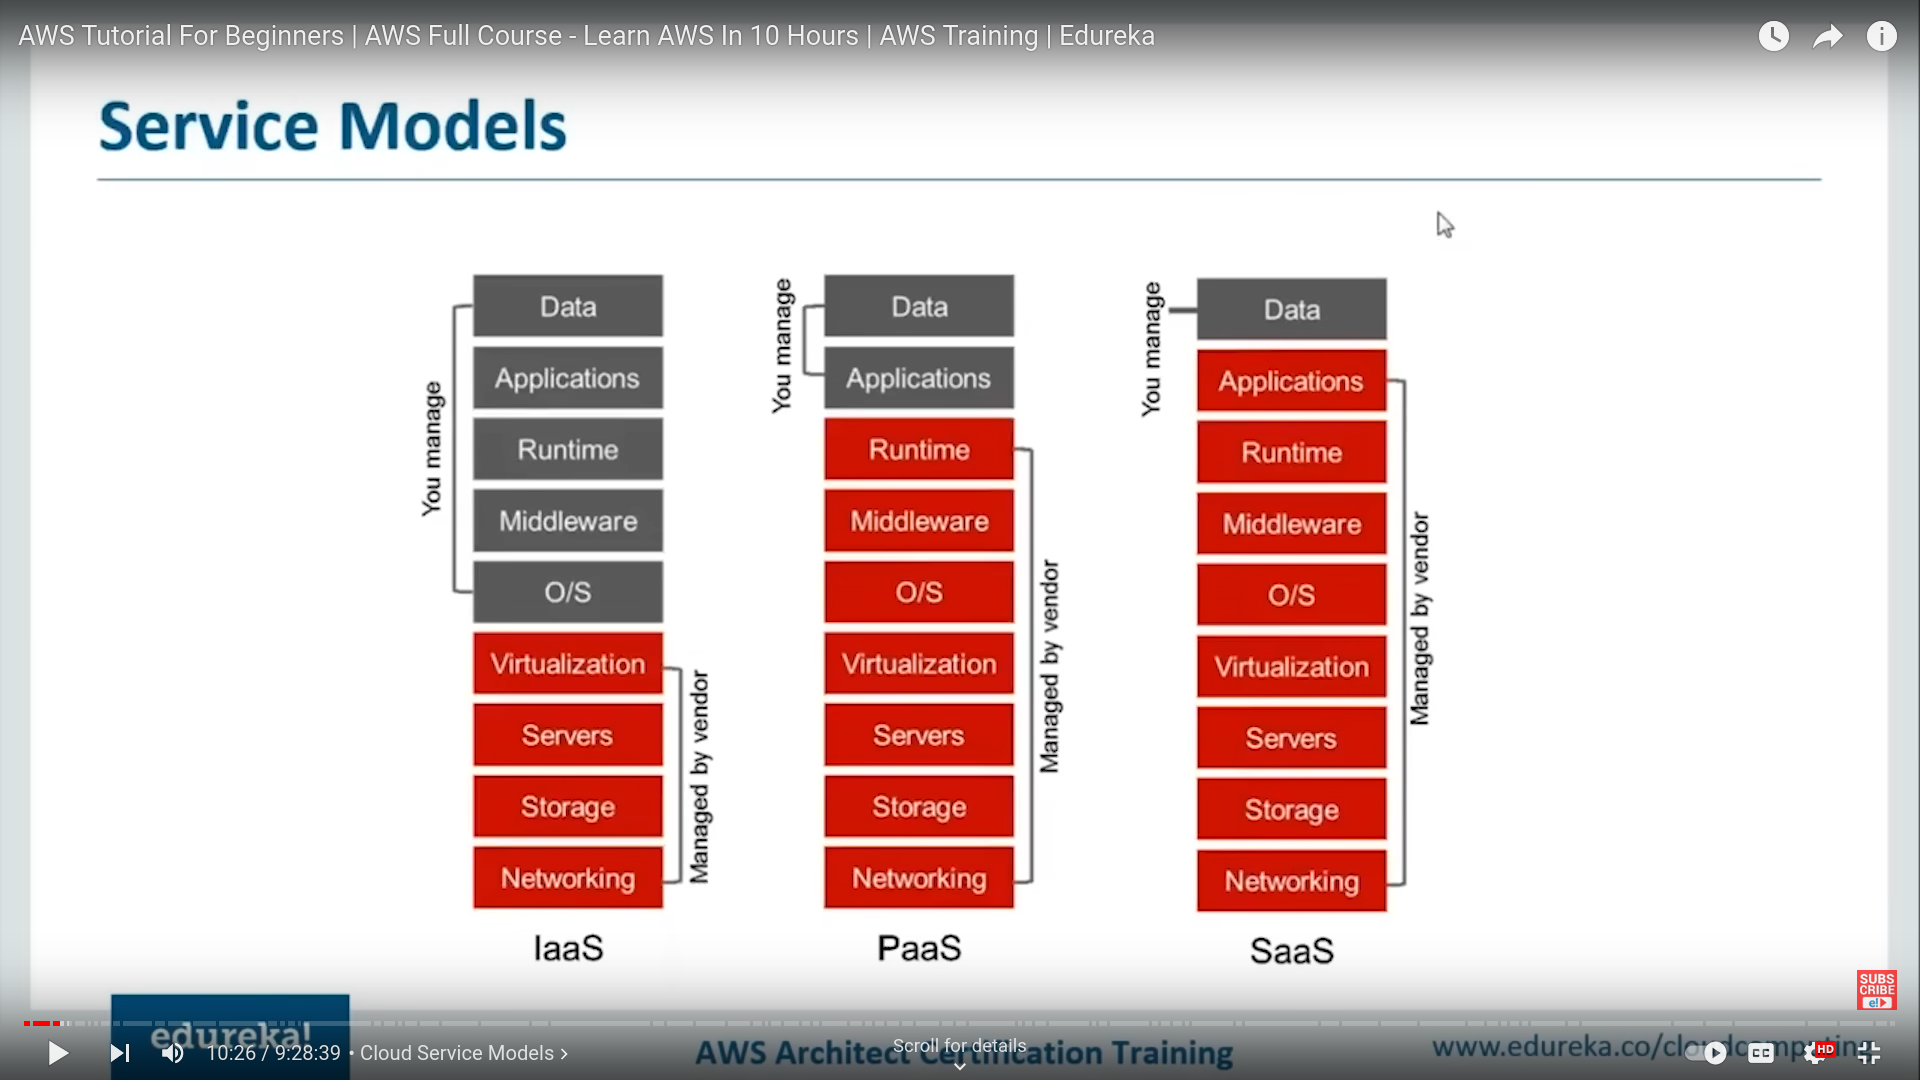 AWS Tutorial For Beginners | AWS Full Course - Learn AWS In 10 Hours | AWS Training | Edureka
Service Models
You manage
Data
Applications
Runtime
Middleware
O/S
Virtualization
Servers
Storage
Networking
Managed by vendor
IaaS
You manage
Data
Applications
Runtime
Middleware
O/S
Virtualization
Servers
Storage
Networking
Managed by vendor
PaaS
You manage
Data
Applications
Runtime
Middleware
O/S
Virtualization
Servers
Storage
Networking
Managed by vendor
SaaS
SUBS
CRIBE
e!
edureka!
10:26 / 9:28:39 • Cloud Service Models
Scroll for details
AWS Architect Certification Training
www.edureka.co/cloudcomputing
CC
HD